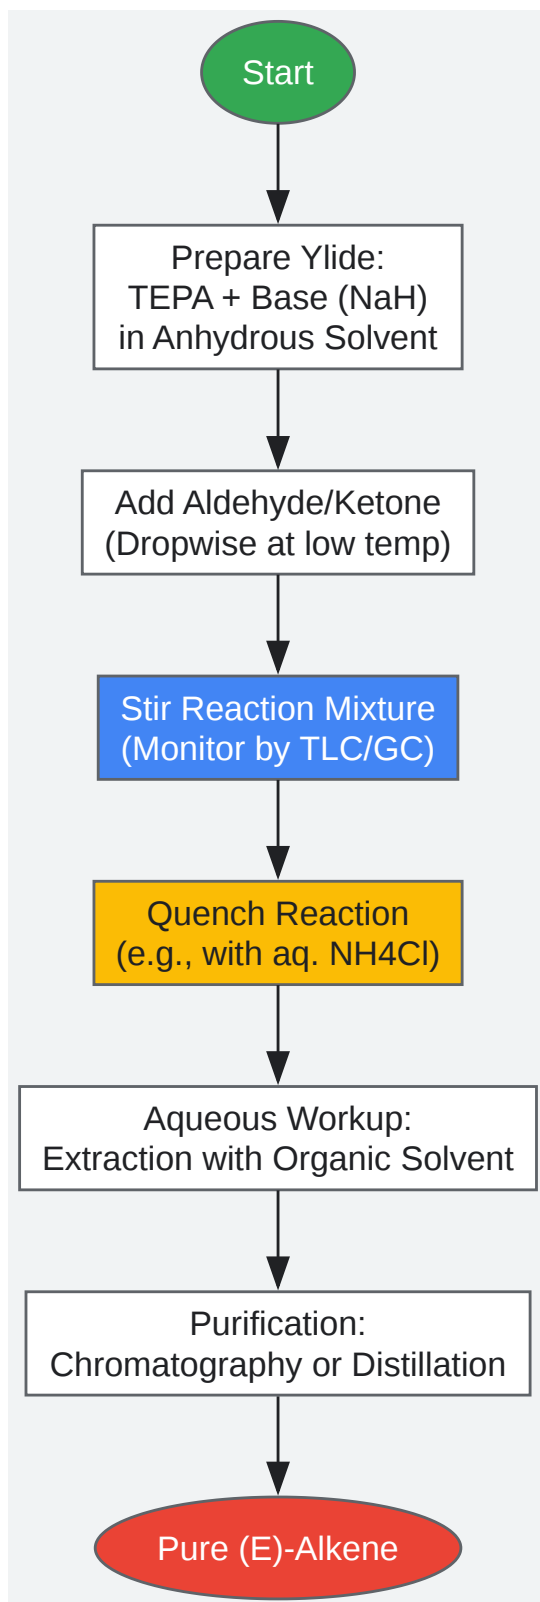 Start
Prepare Ylide:
TEPA + Base (NaH)
in Anhydrous Solvent
Add Aldehyde/Ketone
(Dropwise at low temp)
Stir Reaction Mixture
(Monitor by TLC/GC)
Quench Reaction
(e.g., with aq. NH4Cl)
Aqueous Workup:
Extraction with Organic Solvent
Purification:
Chromatography or Distillation
Pure (E)-Alkene